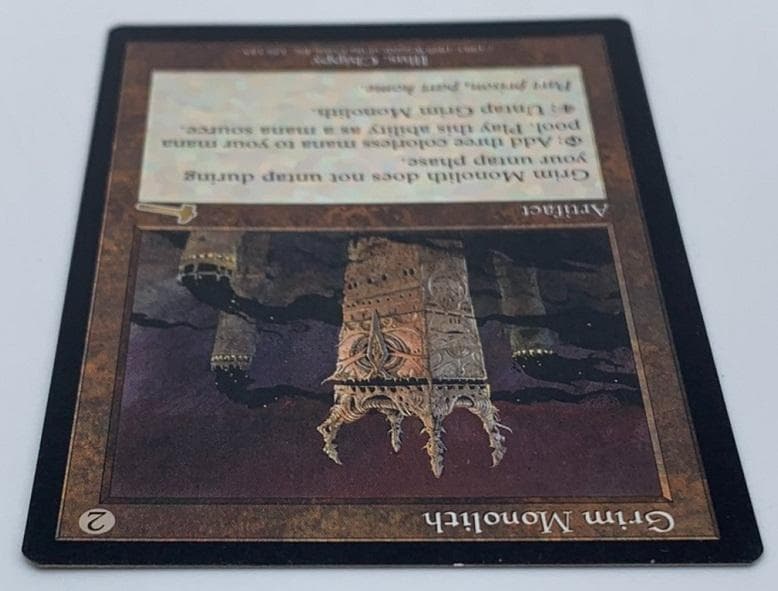 Grim Monolith
2
Artifact
Grim Monolith does not untap during
your untap phase.
: Add three colorless mana to your mana
pool. Play this ability as a mana source.
4: Untap Grim Monolith.
Part prison, part home.
Illus. Chippy